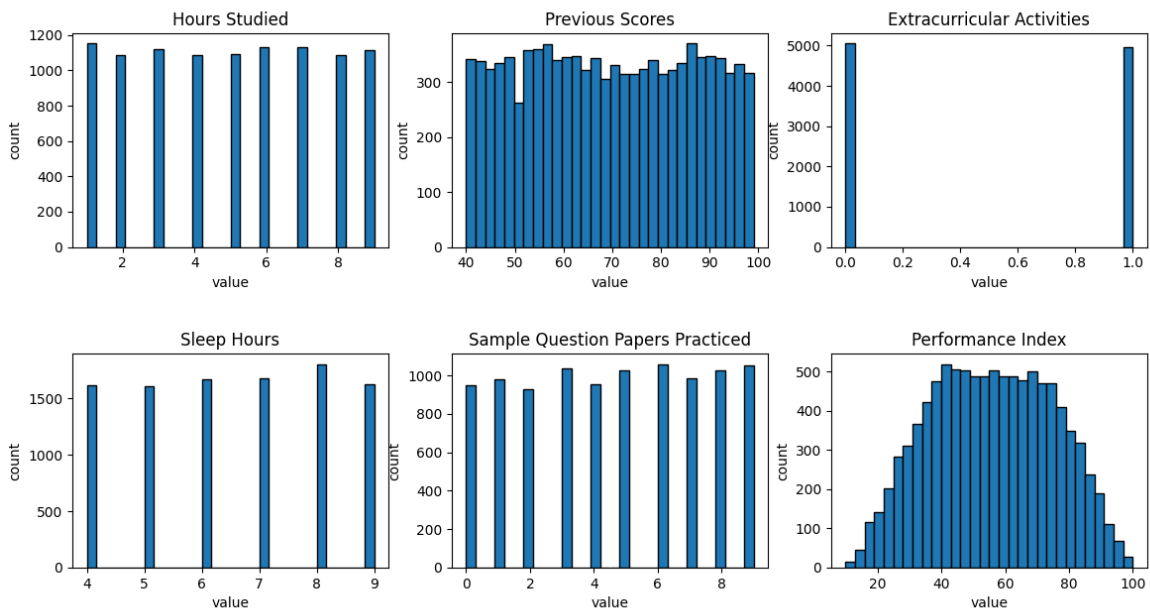 Hours Studied
1200
1000
800
600
400
200
0
count
2 4 6 8
value
Previous Scores
300
200
100
0
count
40 50 60 70 80 90 100
value
Extracurricular Activities
5000
4000
3000
2000
1000
0
count
0.0 0.2 0.4 0.6 0.8 1.0
value
Sleep Hours
1500
1000
500
0
count
4 5 6 7 8 9
value
Sample Question Papers Practiced
1000
800
600
400
200
0
count
0 2 4 6 8
value
Performance Index
500
400
300
200
100
0
count
20 40 60 80 100
value